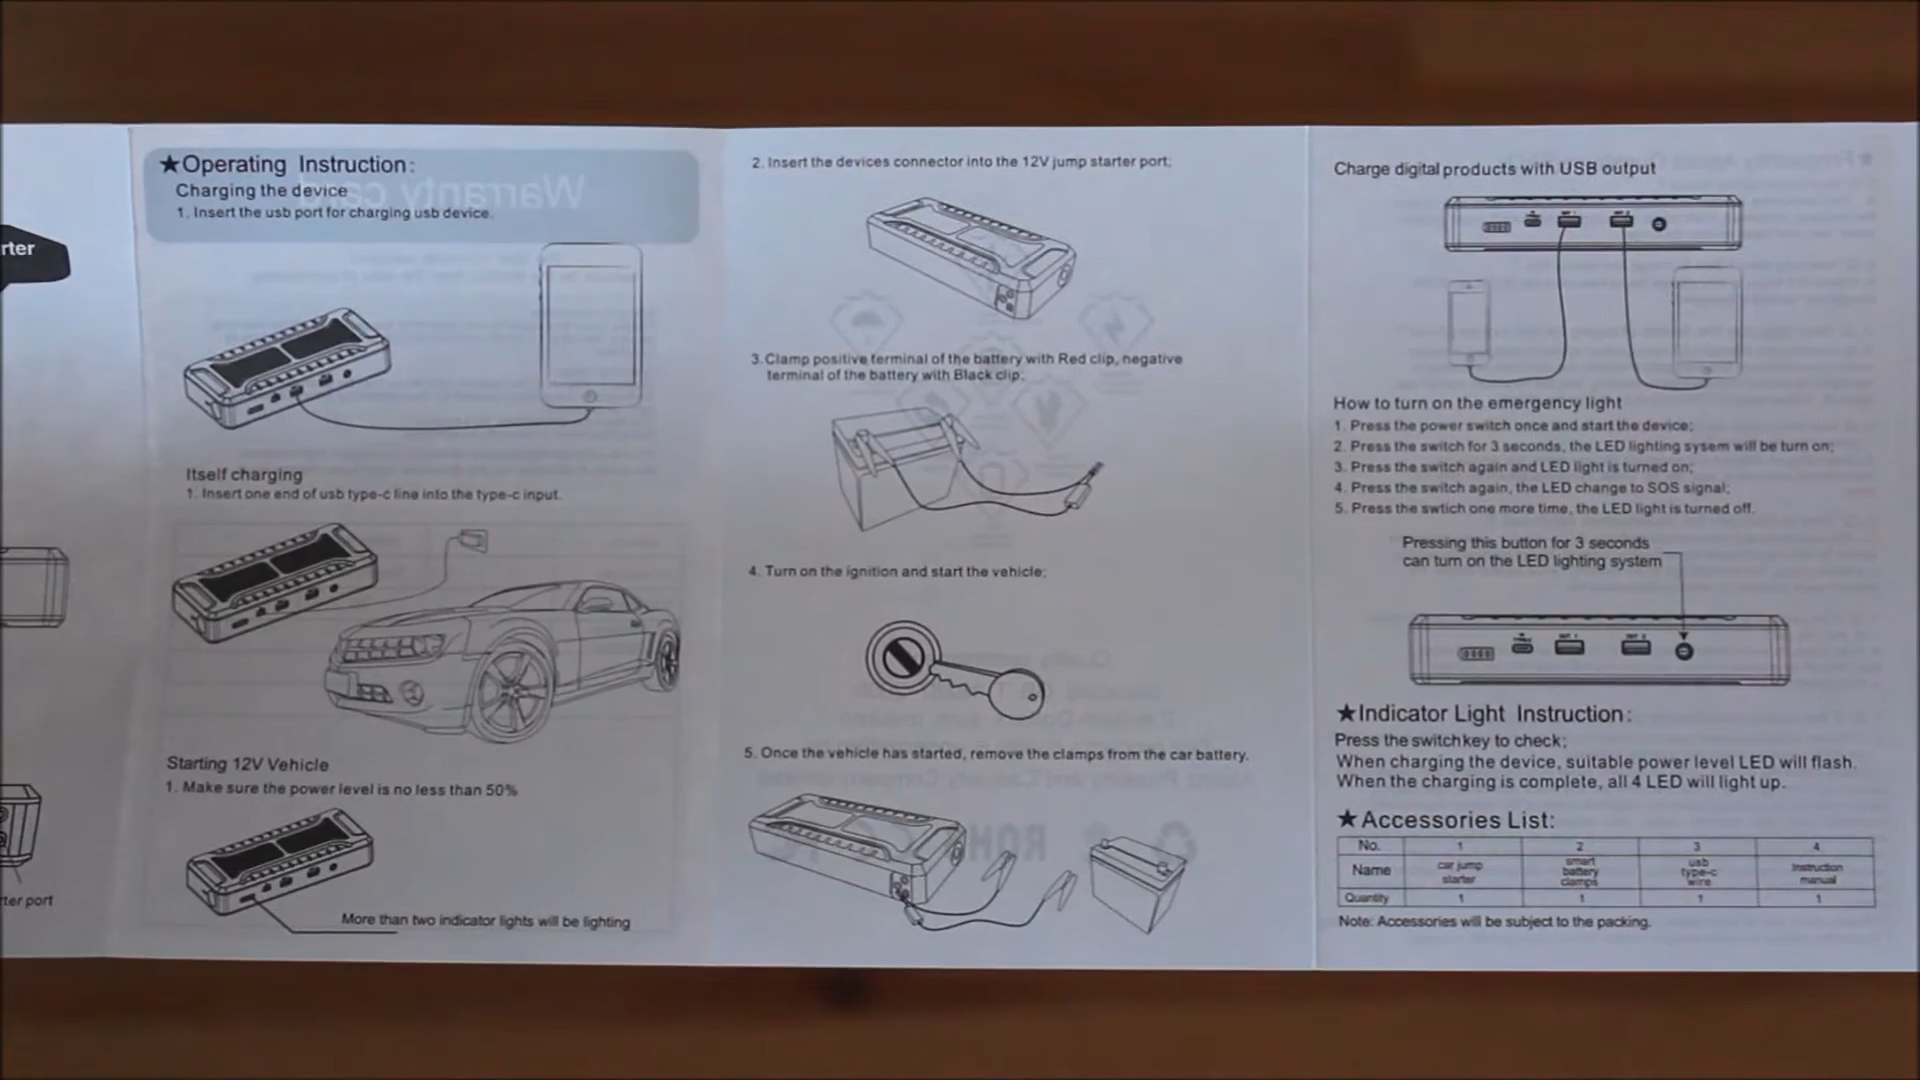 rter
ter port
★Operating Instruction:
Charging the device
1. Insert the usb port for charging usb device.
Itself charging
1. Insert one end of usb type-c line into the type-c input.
Starting 12V Vehicle
1. Make sure the power level is no less than 50%
More than two indicator lights will be lighting
2. Insert the devices connector into the 12V jump starter port;
3. Clamp positive terminal of the battery with Red clip, negative
terminal of the battery with Black clip;
4. Turn on the ignition and start the vehicle;
5. Once the vehicle has started, remove the clamps from the car battery.
Charge digital products with USB output
How to turn on the emergency light
1. Press the power switch once and start the device;
2. Press the switch for 3 seconds, the LED lighting sysem will be turn on;
3. Press the switch again and LED light is turned on;
4. Press the switch again, the LED change to SOS signal;
5. Press the swtich one more time, the LED light is turned off.
Pressing this button for 3 seconds
can turn on the LED lighting system
★Indicator Light Instruction:
Press the switch key to check;
When charging the device, suitable power level LED will flash.
When the charging is complete, all 4 LED will light up.
★Accessories List:
No. 1 2 3 4
Name car jump starter smart battery clamps usb type-c wire Instruction manual
Quantity 1 1 1 1
Note: Accessories will be subject to the packing.